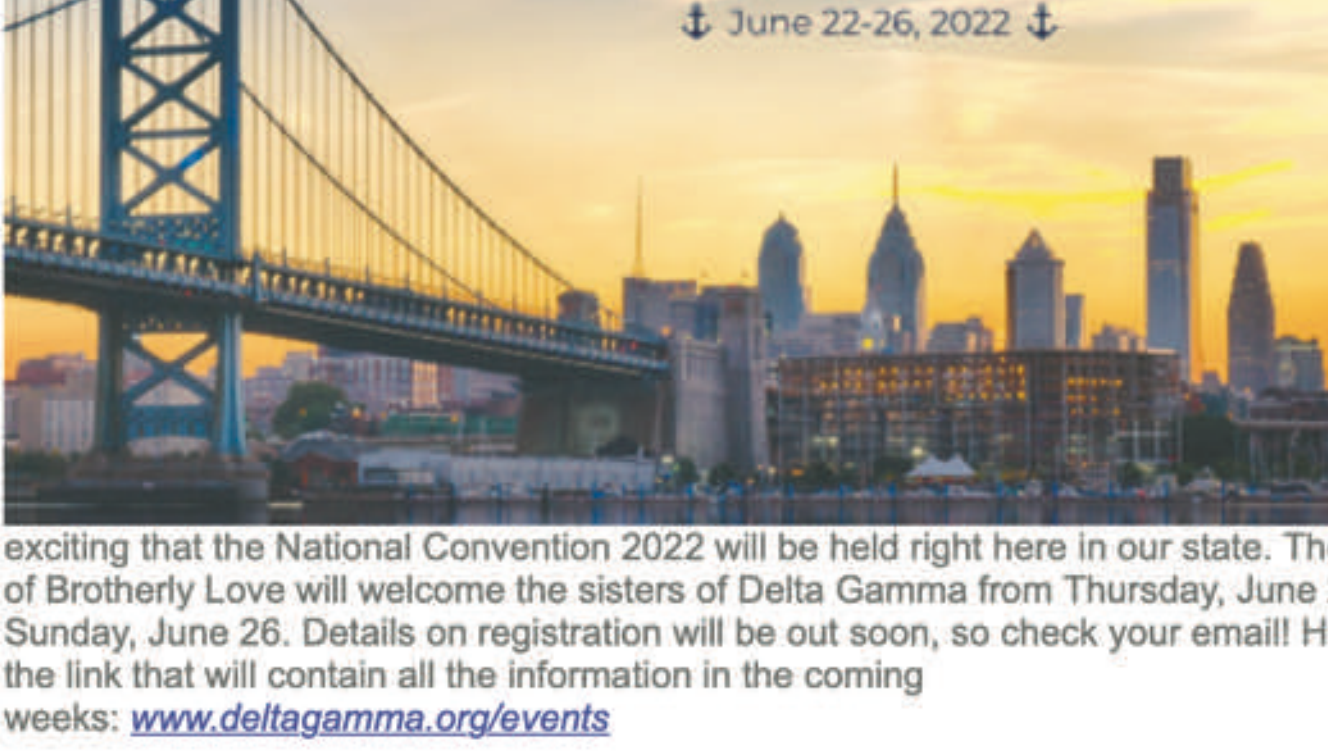 ⚓ June 22-26, 2022 ⚓
exciting that the National Convention 2022 will be held right here in our state. Th
of Brotherly Love will welcome the sisters of Delta Gamma from Thursday, June
Sunday, June 26. Details on registration will be out soon, so check your email! H
the link that will contain all the information in the coming
weeks: www.deltagamma.org/events